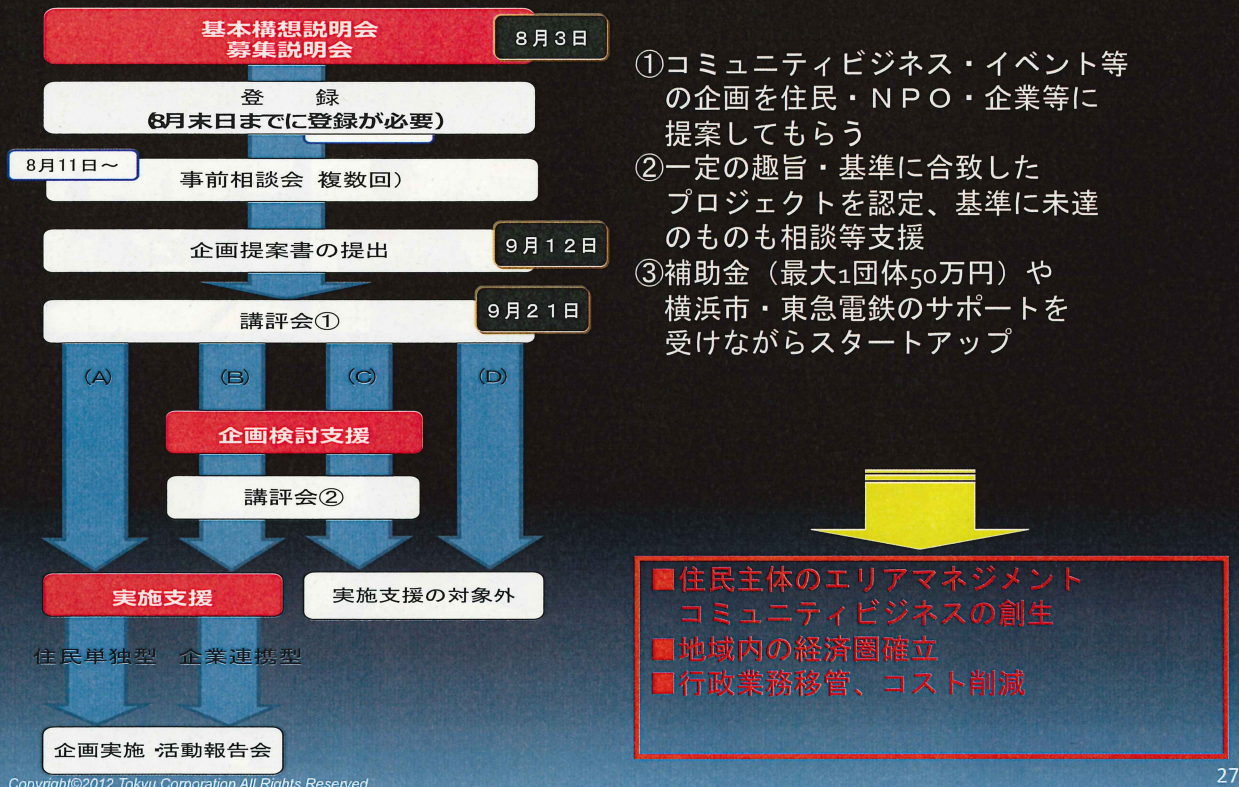 基本構想説明会
募集説明会
8月3日
登 録
(8月末日までに登録が必要)
8月11日～
事前相談会 複数回)
企画提案書の提出
9月12日
講評会①
9月21日
(A)
(B)
(C)
(D)
企画検討支援
講評会②
実施支援
実施支援の対象外
住民単独型 企業連携型
企画実施・活動報告会
①コミュニティビジネス・イベント等
の企画を住民・NPO・企業等に
提案してもらう
②一定の趣旨・基準に合致した
プロジェクトを認定、基準に未達
のものも相談等支援
③補助金（最大1団体50万円）や
横浜市・東急電鉄のサポートを
受けながらスタートアップ
■住民主体のエリアマネジメント
コミュニティビジネスの創生
■地域内の経済圏確立
■行政業務移管、コスト削減
Copyright©2012 Tokyu Corporation All Rights Reserved
27